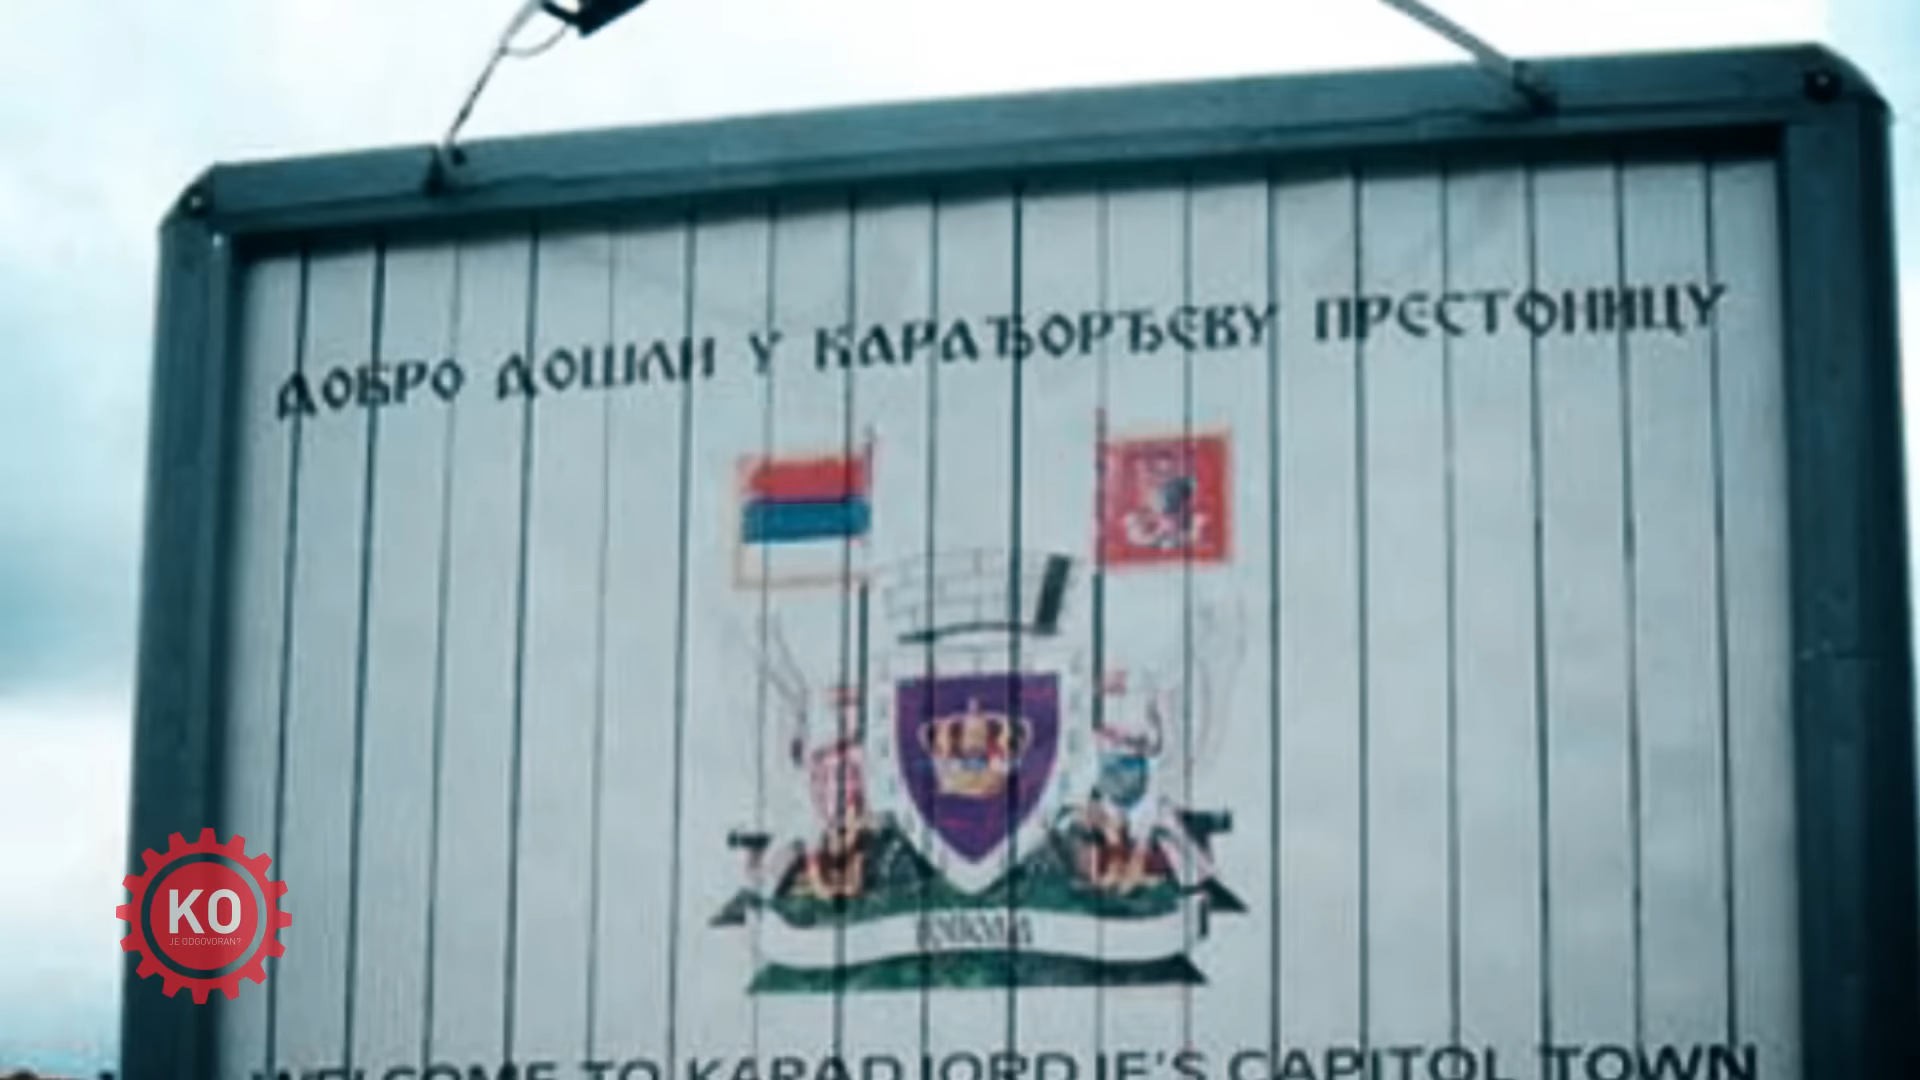 ДОБРО ДОШЛИ У КАРАЂОРЂЕВУ ПРЕСТОНИЦУ
WELCOME TO KARADJORDJE'S CAPITOL TOWN
KO
JE ODGOVORAN?